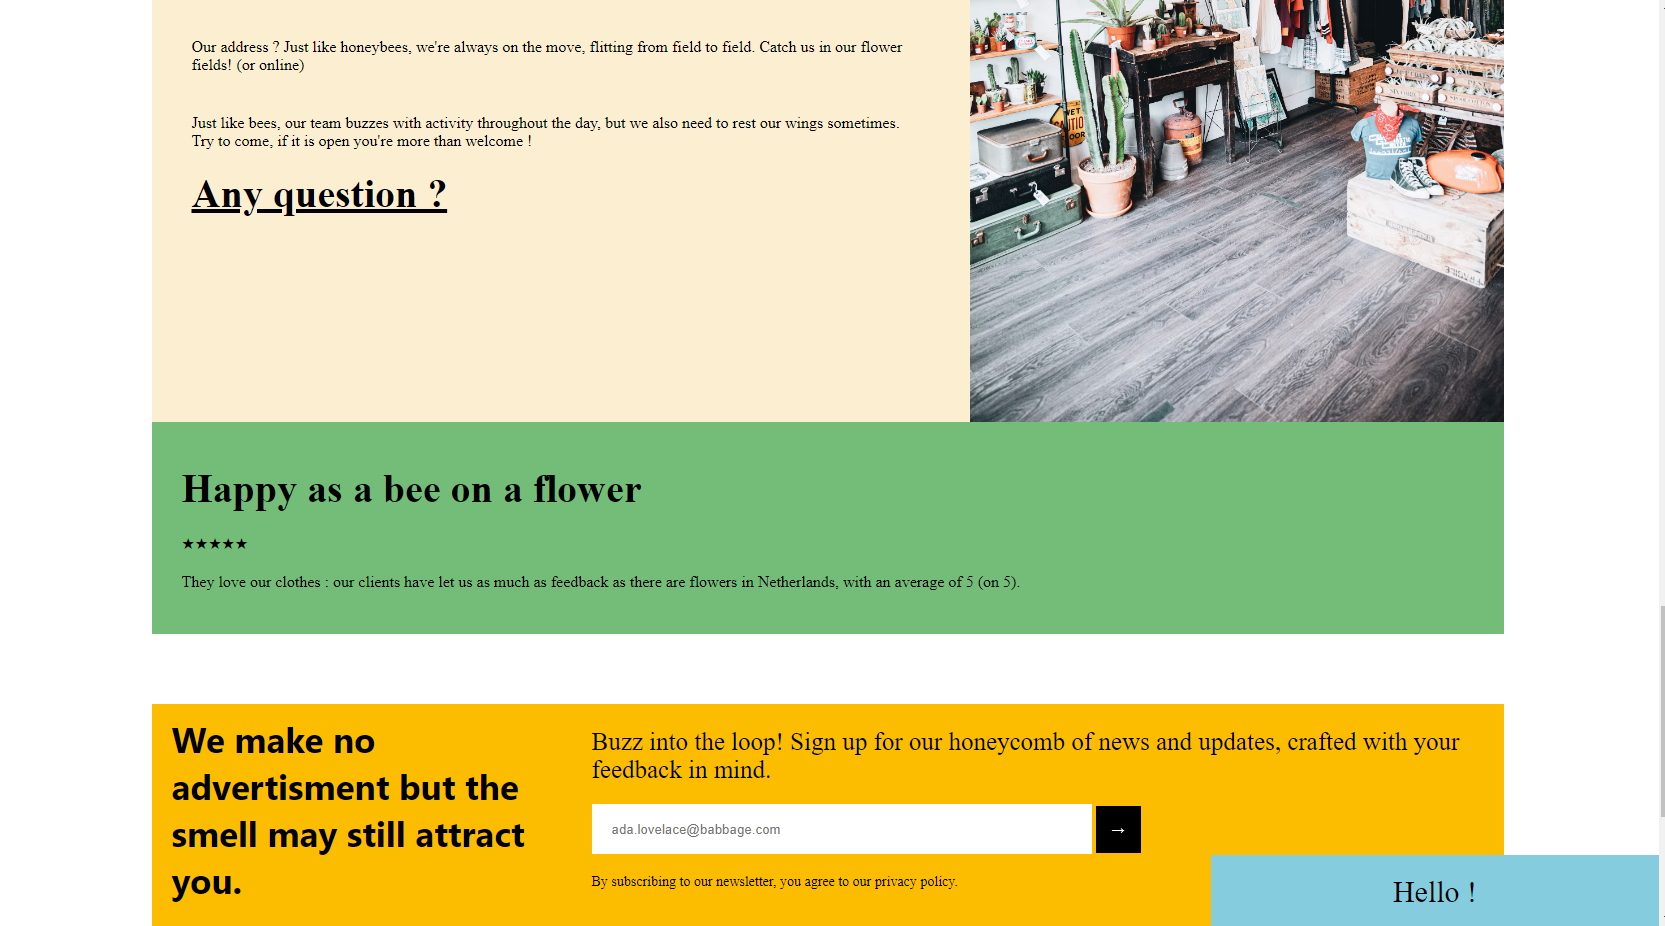 Our address ? Just like honeybees, we're always on the move, flitting from field to field. Catch us in our flower
fields! (or online)
Just like bees, our team buzzes with activity throughout the day, but we also need to rest our wings sometimes.
Try to come, if it is open you're more than welcome !
Any question ?
WET
CAUTIO
OOR
Happy as a bee on a flower
★★★★★
They love our clothes : our clients have let us as much as feedback as there are flowers in Netherlands, with an average of 5 (on 5).
We make no
advertisment but the
smell may still attract
you.
Buzz into the loop! Sign up for our honeycomb of news and updates, crafted with your
feedback in mind.
ada.lovelace@babbage.com
→
By subscribing to our newsletter, you agree to our privacy policy.
Hello !